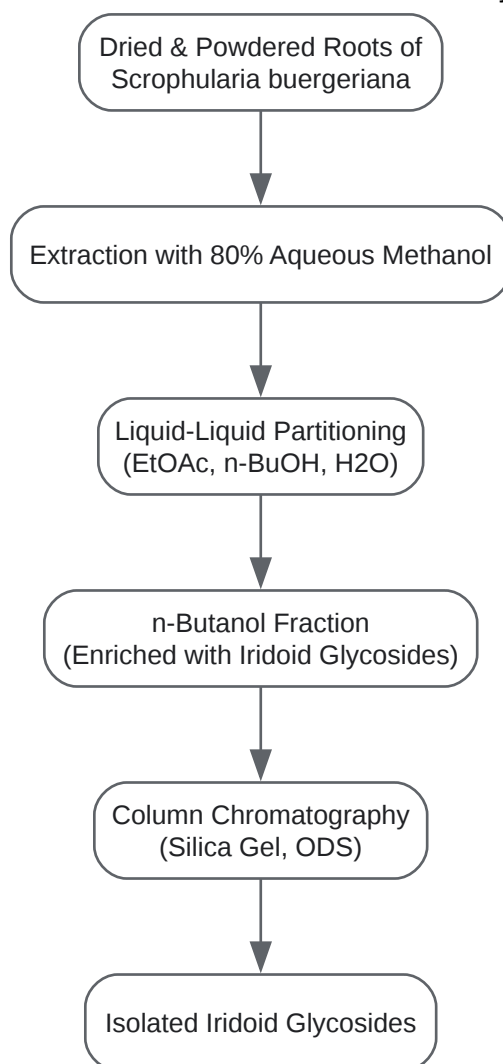 Dried & Powdered Roots of
Scrophularia buergeriana
Extraction with 80% Aqueous Methanol
Liquid-Liquid Partitioning
(EtOAc, n-BuOH, H2O)
n-Butanol Fraction
(Enriched with Iridoid Glycosides)
Column Chromatography
(Silica Gel, ODS)
Isolated Iridoid Glycosides